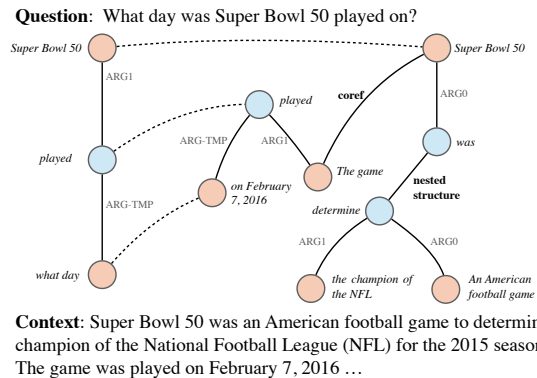 Question: What day was Super Bowl 50 played on?
Super Bowl 50
Super Bowl 50
ARG1
played
coref
ARG0
played
ARG-TMP
ARG1
was
ARG-TMP
on February
7, 2016
The game
nested
structure
determine
what day
ARG1
ARG0
the champion of
the NFL
An American
football game
Context: Super Bowl 50 was an American football game to
champion of the National Football League (NFL) for the 2015
The game was played on February 7, 2016 …